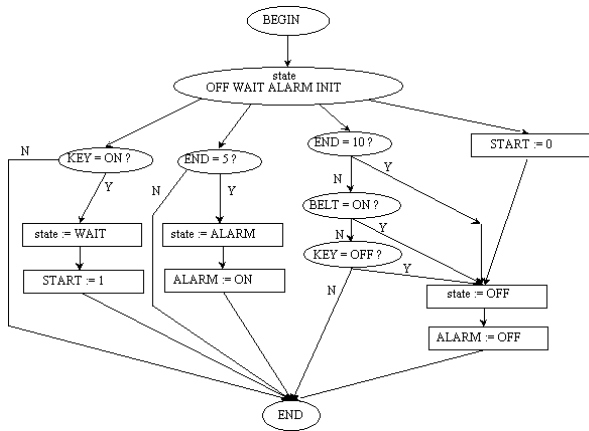 BEGIN
state
OFF WAIT ALARM INIT
N
KEY = ON ?
Y
state := WAIT
START := 1
END = 5 ?
N
Y
state := ALARM
ALARM := ON
END = 10 ?
N
Y
BELT = ON ?
N
Y
KEY = OFF ?
Y
N
START := 0
state := OFF
ALARM := OFF
END